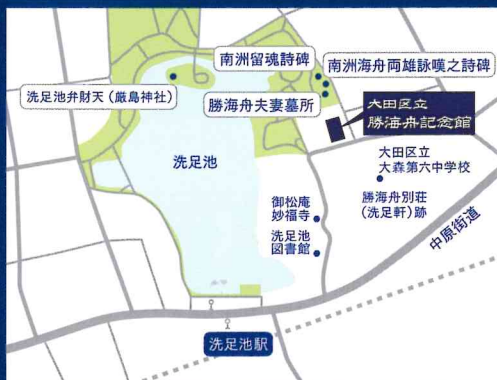 南洲留魂詩碑
南洲海舟両雄詠嘆之詩碑
洗足池弁財天（厳島神社）
勝海舟夫妻墓所
大田区立
勝海舟記念館
洗足池
大田区立
大森第六中学校
御松庵
妙福寺
勝海舟別荘
（洗足軒）跡
洗足池
図書館
中原街道
洗足池駅